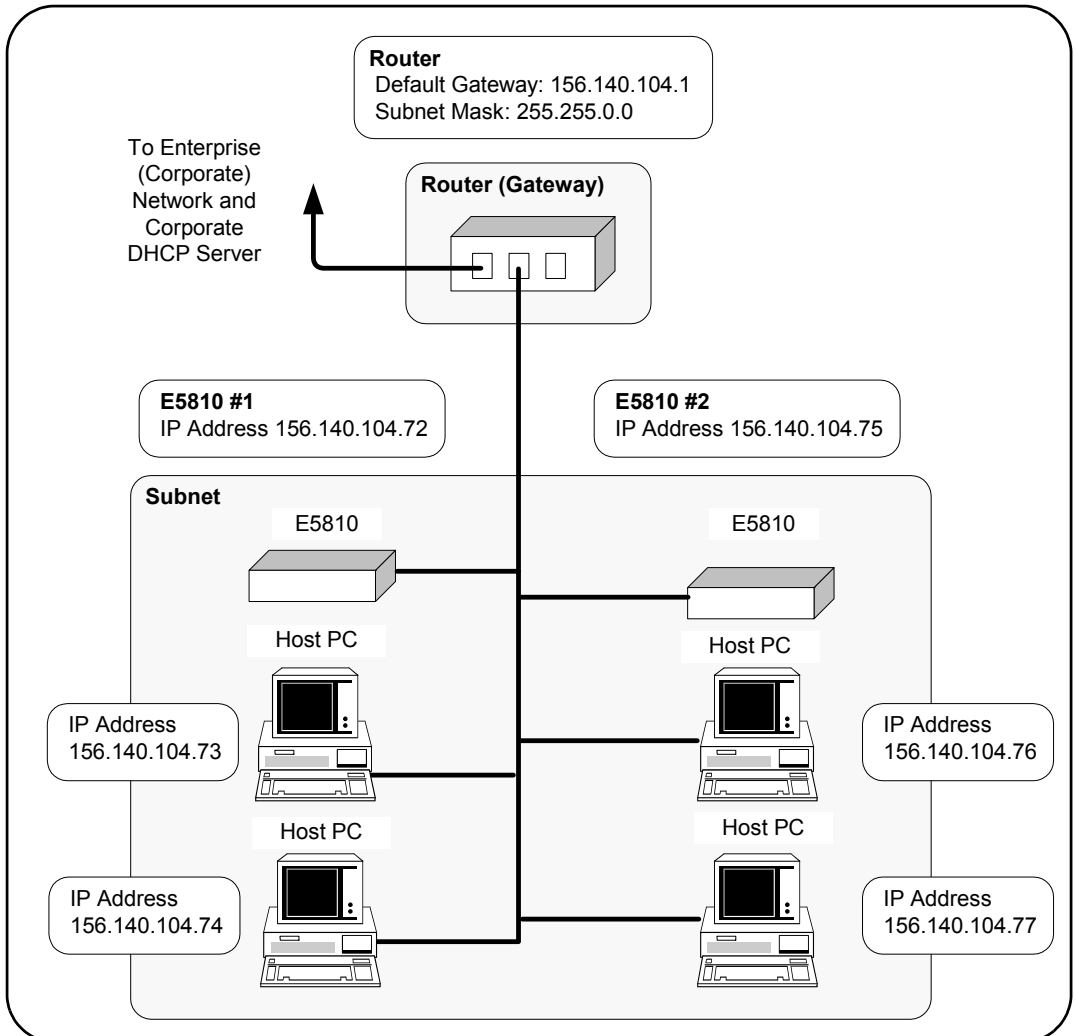 Router
Default Gateway: 156.140.104.1
Subnet Mask: 255.255.0.0
To Enterprise
(Corporate)
Network and
Corporate
DHCP Server
Router (Gateway)
E5810 #1
IP Address 156.140.104.72
E5810 #2
IP Address 156.140.104.75
Subnet
E5810
E5810
Host PC
Host PC
IP Address
156.140.104.73
IP Address
156.140.104.76
Host PC
Host PC
IP Address
156.140.104.74
IP Address
156.140.104.77